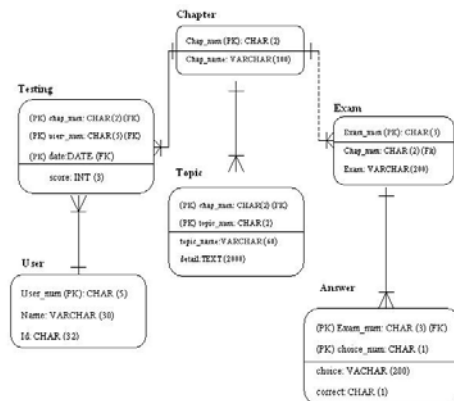 Chapter
Chap_num (PK): CHAR (2)
Chap_name: VARCHAR (100)
Testing
(PK) chap_num: CHAR (2) (FK)
(PK) user_num: CHAR (5) (FK)
(PK) date:DATE (FK)
score: INT (3)
Exam
Exam_num (PK): CHAR (3)
Chap_num: CHAR (2) (FK)
Exam: VARCHAR (200)
Topic
(PK) chap_num: CHAR(2) (FK)
(PK) topic_num: CHAR (2)
topic_name:VARCHAR (60)
detail:TEXT (2000)
User
User_num (PK): CHAR (5)
Name: VARCHAR (30)
Id: CHAR (32)
Answer
(PK) Exam_num: CHAR (3) (FK)
(PK) choice_num: CHAR (1)
choice: VACHAR (200)
correct: CHAR (1)